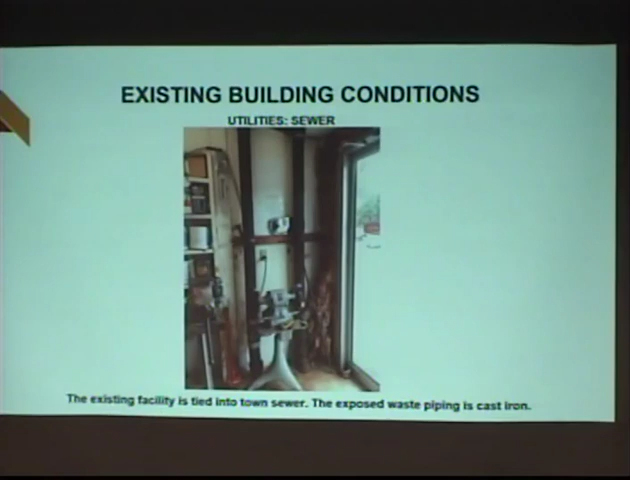 EXISTING BUILDING CONDITIONS
UTILITIES: SEWER
The existing facility is tied into town sewer. The exposed waste piping is cast iron.